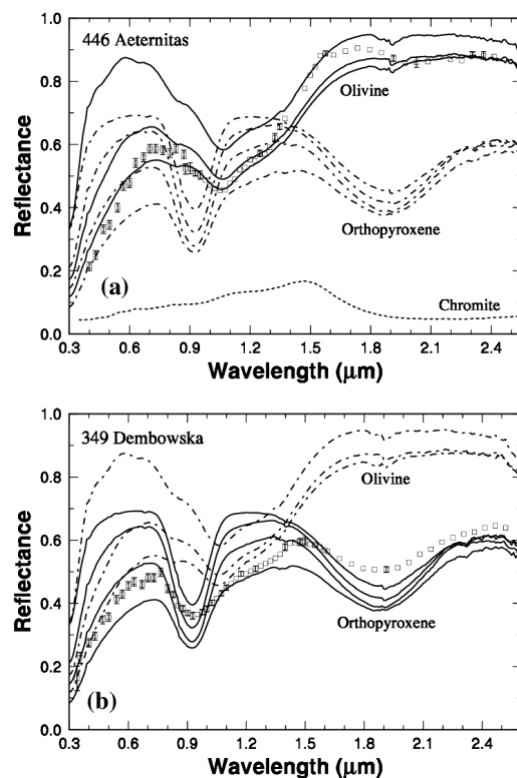 446 Aeternitas
1.0
0.8
0.6
0.4
0.2
0.0
Reflectance
Olivine
Orthopyroxene
Chromite
(a)
0.3 0.6 0.9 1.2 1.5 1.8 2.1 2.4
Wavelength (μm)
349 Dembowska
1.0
0.8
0.6
0.4
0.2
0.0
Reflectance
Olivine
Orthopyroxene
(b)
0.3 0.6 0.9 1.2 1.5 1.8 2.1 2.4
Wavelength (μm)